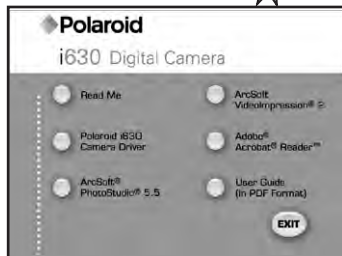 Polaroid
i630 Digital Camera
Read Me
Polaroid i630
Camera Driver
ArcSoft®
PhotoStudio® 5.5
ArcSoft
VideoImpression® 2
Adobe®
Acrobat® Reader™
User Guide
(In PDF Format)
EXIT